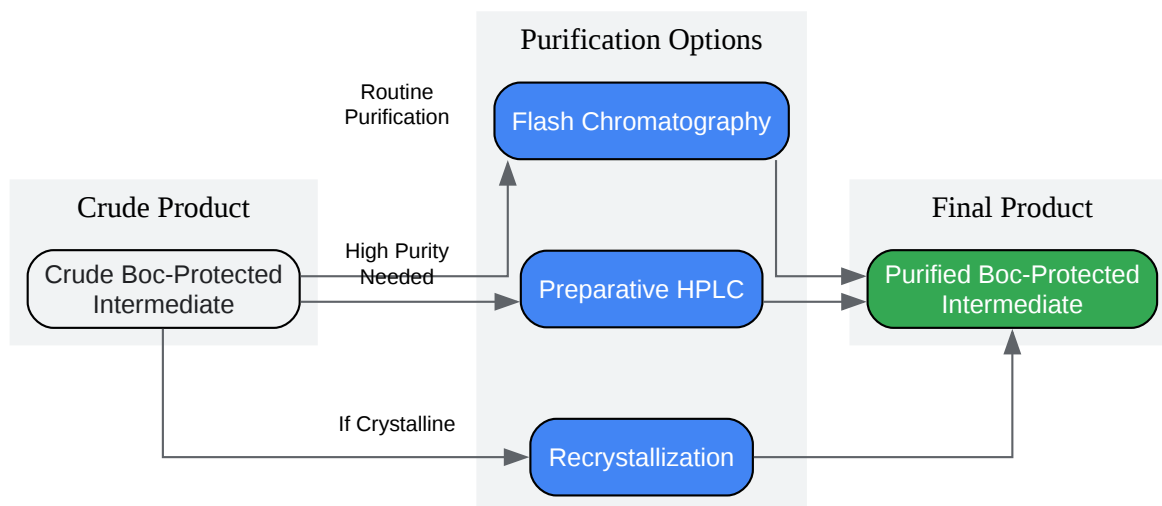 Purification Options
Routine
Purification
Flash Chromatography
Crude Product
Final Product
Crude Boc-Protected
Intermediate
High Purity
Needed
Preparative HPLC
Purified Boc-Protected
Intermediate
If Crystalline
Recrystallization